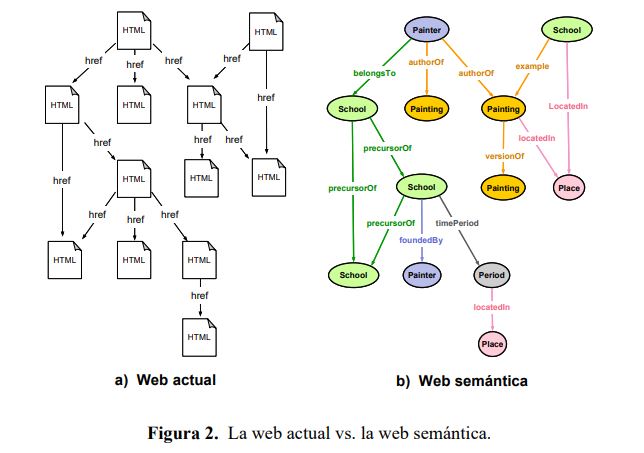 HTML
HTML
href
href
href
href
href
HTML
HTML
HTML
href
href
href
href
HTML
HTML
HTML
href
href
href
HTML
HTML
HTML
href
HTML
a) Web actual
Painter
School
belongsTo
authorOf
authorOf
example
School
Painting
Painting
LocatedIn
precursorOf
locatedIn
versionOf
precursorOf
School
Painting
Place
precursorOf
timePeriod
foundedBy
School
Painter
Period
locatedIn
Place
b) Web semántica
Figura 2. La web actual vs. la web semántica.